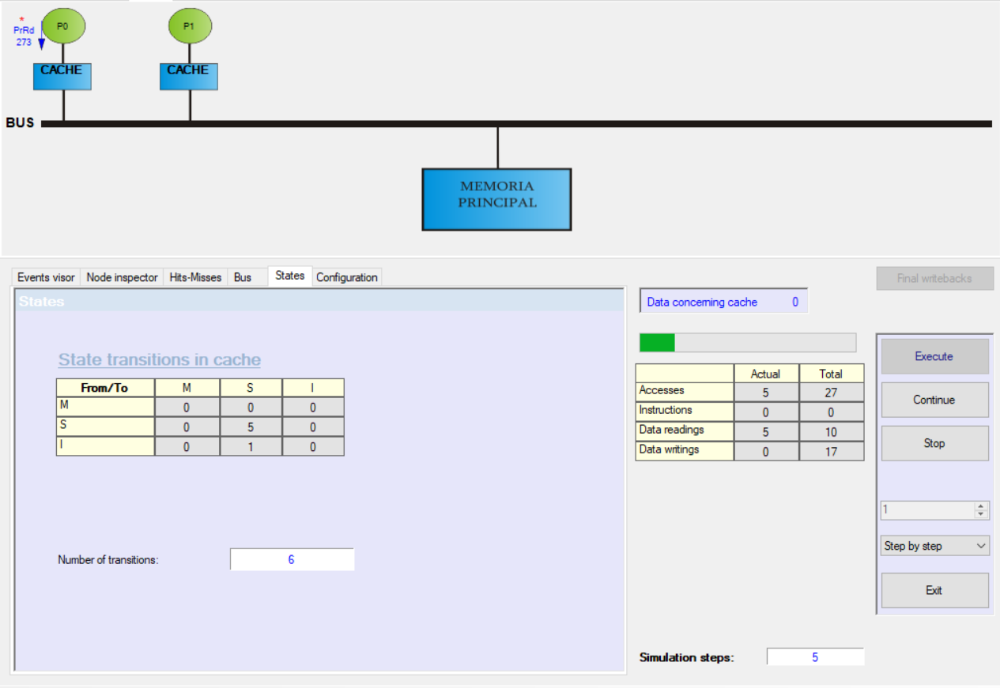 *
PrRd
273
P0
P1
CACHE
CACHE
BUS
MEMORIA
PRINCIPAL
Events visor Node inspector Hits-Misses Bus States Configuration
States
State transitions in cache
From/To M S I
M 0 0 0
S 0 5 0
I 0 1 0
Number of transitions: 6
Data concerning cache 0
Actual Total
Accesses 5 27
Instructions 0 0
Data readings 5 10
Data writings 0 17
Simulation steps: 5
Final writebacks
Execute
Continue
Stop
1
Step by step
Exit